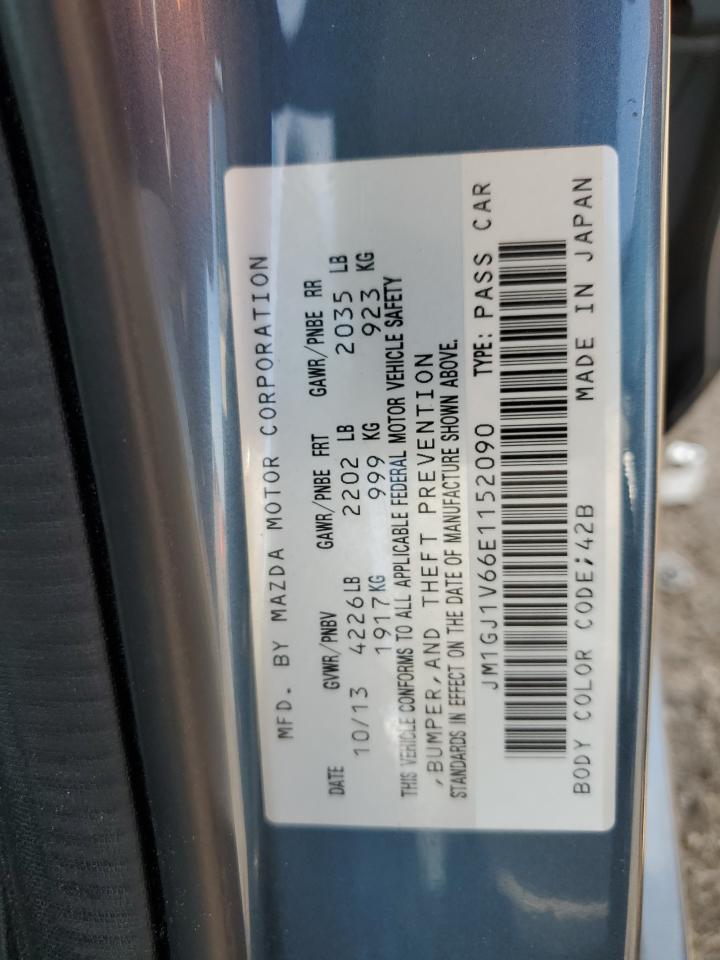 MFD. BY MAZDA MOTOR CORPORATION
DATE GVWR/PNBV GAWR/PNBE FRT GAWR/PNBE RR
10/13 4226LB 2202 LB 2035 LB
1917KG 999 KG 923 KG
THIS VEHICLE CONFORMS TO ALL APPLICABLE FEDERAL MOTOR VEHICLE SAFETY
,BUMPER,AND THEFT PREVENTION
STANDARDS IN EFFECT ON THE DATE OF MANUFACTURE SHOWN ABOVE.
JM1GJ1V66E1152090 TYPE: PASS CAR
BODY COLOR CODE;42B MADE IN JAPAN